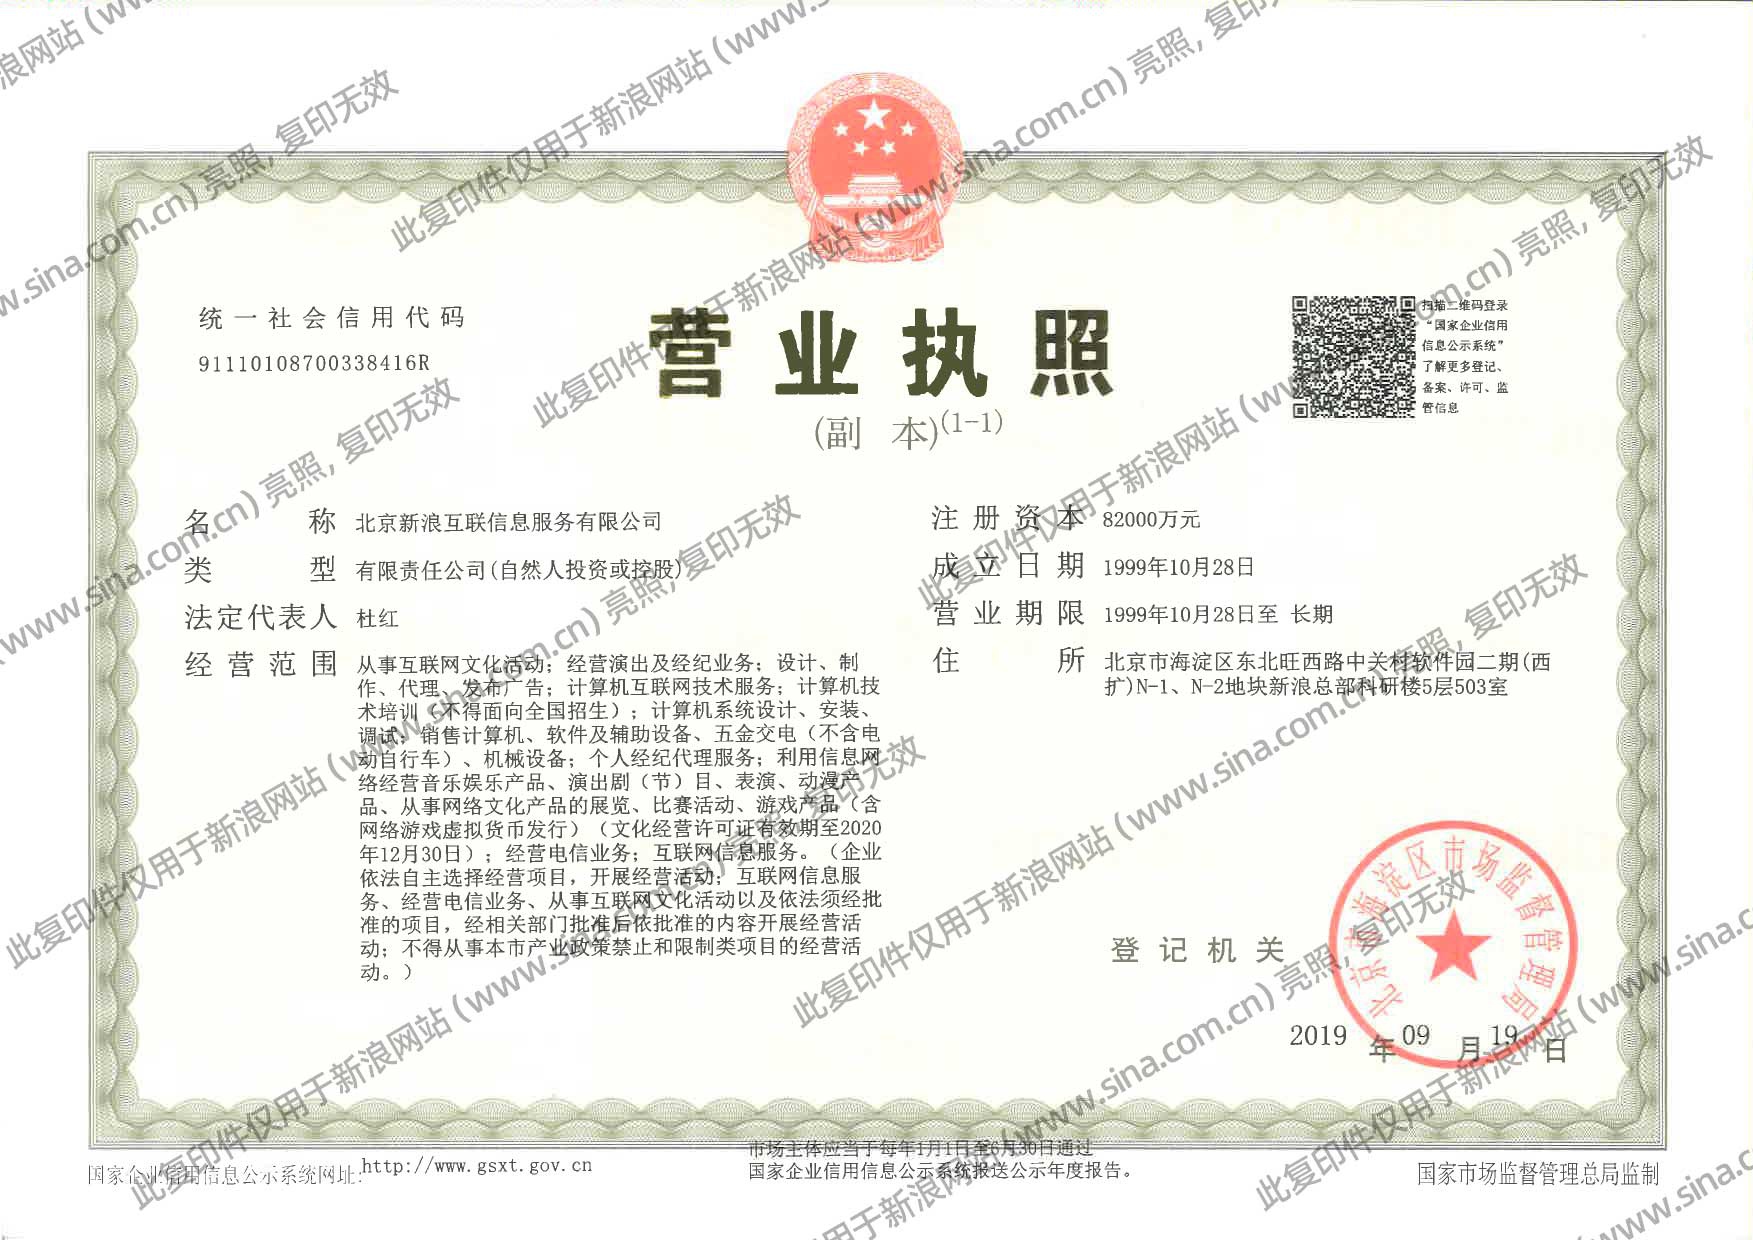 统一社会信用代码
91110108700338416R
营业执照
(副 本)(1-1)
扫描二维码登录
“国家企业信用
信息公示系统”
了解更多登记、
备案、许可、监
管信息
名称 北京新浪互联信息服务有限公司
类型 有限责任公司(自然人投资或控股)
法定代表人 杜红
经营范围 从事互联网文化活动；经营演出及经纪业务；设计、制
作、代理、发布广告；计算机互联网技术服务；计算机技
术培训（不得面向全国招生）；计算机系统设计、安装、
调试；销售计算机、软件及辅助设备、五金交电（不含电
动自行车）、机械设备；个人经纪代理服务；利用信息网
络经营音乐娱乐产品、演出剧（节）目、表演、动漫产
品、从事网络文化产品的展览、比赛活动、游戏产品（含
网络游戏虚拟货币发行）（文化经营许可证有效期至2020
年12月30日）；经营电信业务；互联网信息服务。（企业
依法自主选择经营项目，开展经营活动；互联网信息服
务、经营电信业务、从事互联网文化活动以及依法须经批
准的项目，经相关部门批准后依批准的内容开展经营活
动；不得从事本市产业政策禁止和限制类项目的经营活
动。）
注册资本 82000万元
成立日期 1999年10月28日
营业期限 1999年10月28日至 长期
住所 北京市海淀区东北旺西路中关村软件园二期(西
扩)N-1、N-2地块新浪总部科研楼5层503室
登记机关
北京市海淀区市场监督管理局
2019 年 09 月 19 日
国家企业信用信息公示系统网址:http://www.gsxt.gov.cn
市场主体应当于每年1月1日至6月30日通过
国家企业信用信息公示系统报送公示年度报告。
国家市场监督管理总局监制
此复印件仅用于新浪网站 (www.sina.com.cn) 亮照, 复印无效